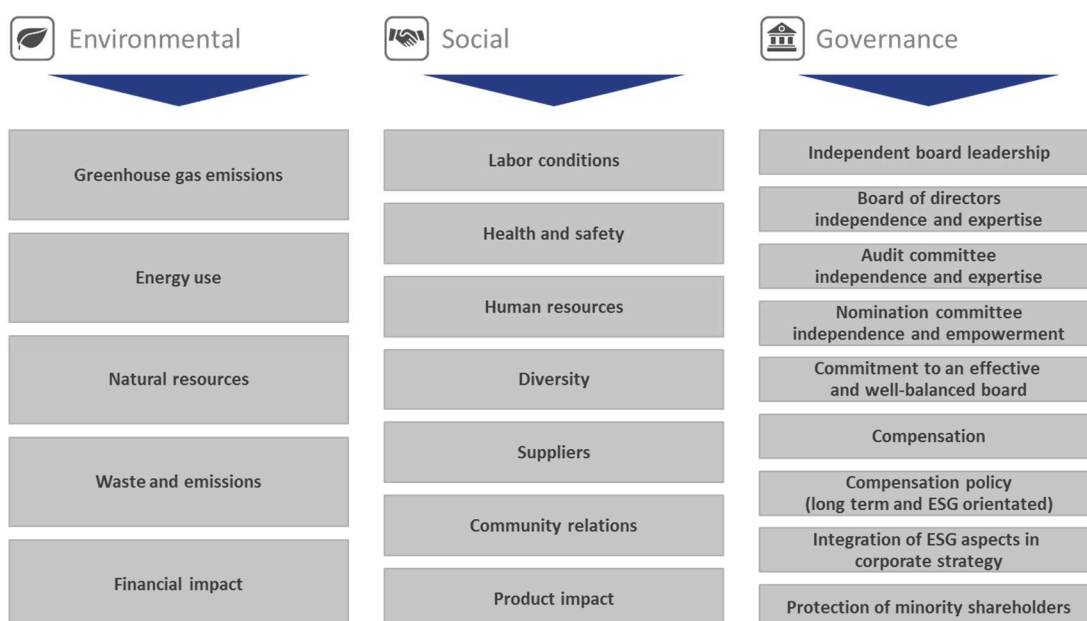 Environmental
Greenhouse gas emissions
Energy use
Natural resources
Waste and emissions
Financial impact
Social
Labor conditions
Health and safety
Human resources
Diversity
Suppliers
Community relations
Product impact
Governance
Independent board leadership
Board of directors
independence and expertise
Audit committee
independence and expertise
Nomination committee
independence and empowerment
Commitment to an effective
and well-balanced board
Compensation
Compensation policy
(long term and ESG orientated)
Integration of ESG aspects in
corporate strategy
Protection of minority shareholders